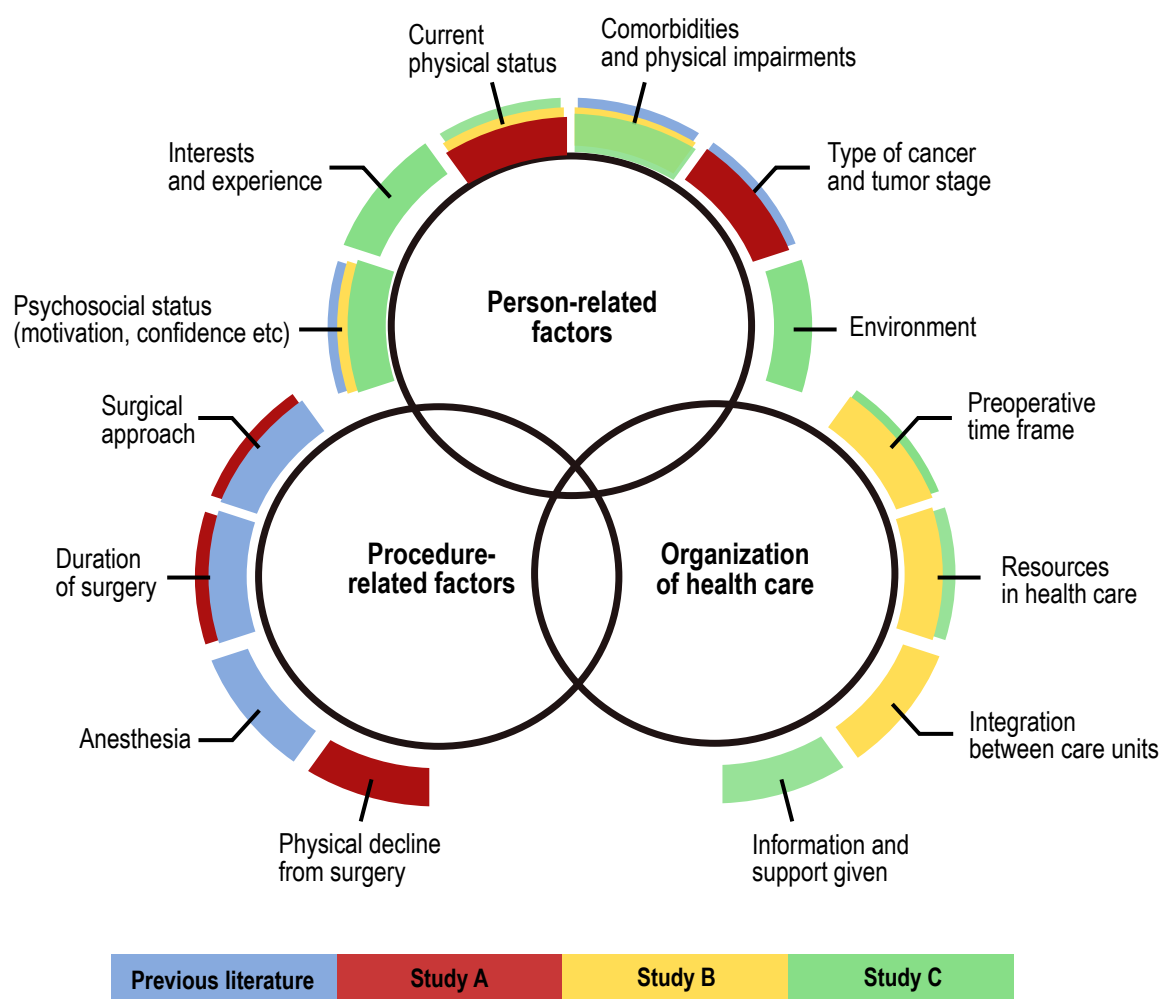 Current
physical status
Comorbidities
and physical impairments
Interests
and experience
Type of cancer
and tumor stage
Psychosocial status
(motivation, confidence etc)
Person-related
factors
Environment
Surgical
approach
Preoperative
time frame
Duration
of surgery
Procedure-
related factors
Organization
of health care
Resources
in health care
Anesthesia
Integration
between care units
Physical decline
from surgery
Information and
support given
Previous literature
Study A
Study B
Study C